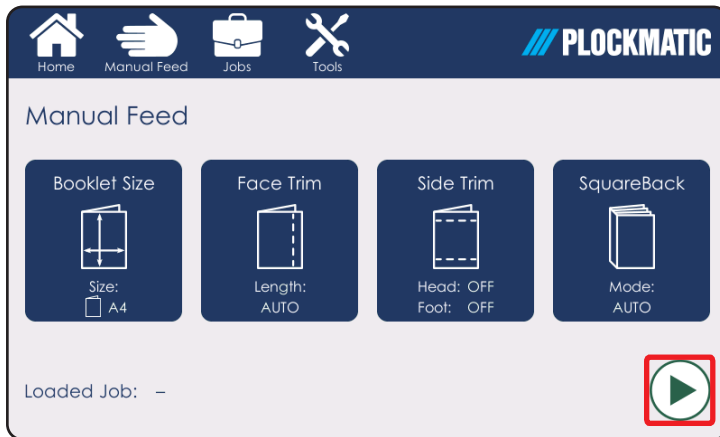 Home Manual Feed Jobs Tools PLOCKMATIC
Manual Feed
Booklet Size Face Trim Side Trim SquareBack
Size: Length: Head: OFF Mode:
A4 AUTO Foot: OFF AUTO
Loaded Job: –